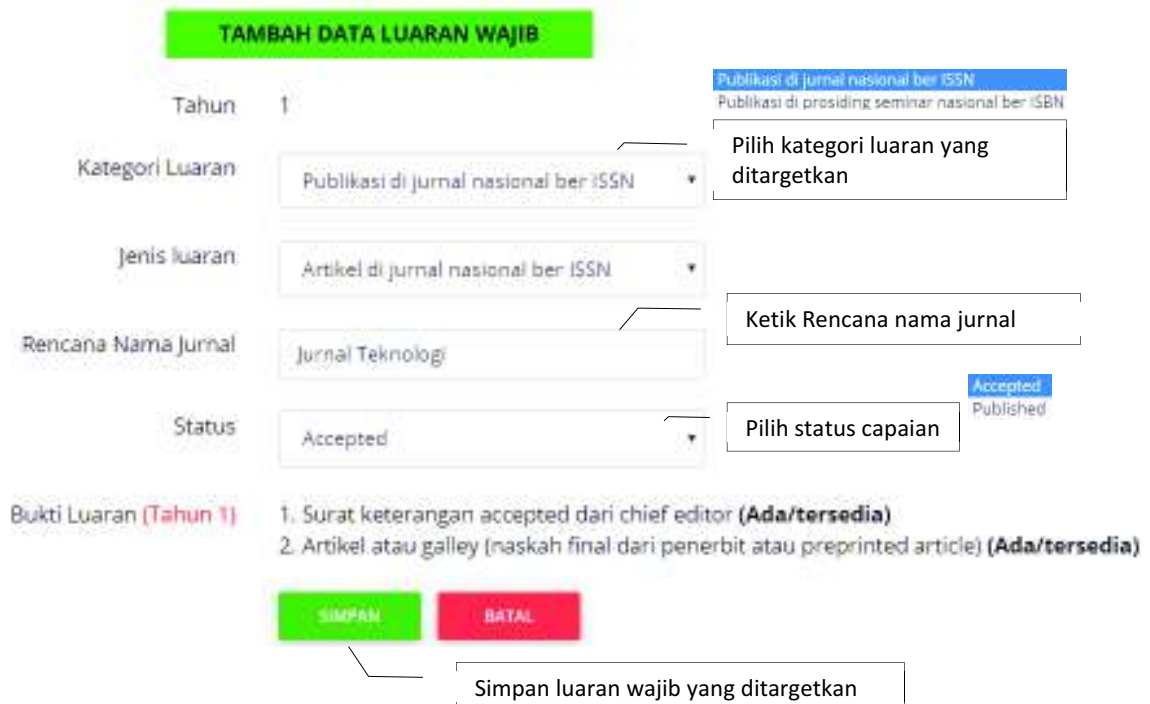 TAMBAH DATA LUARAN WAJIB
Publikasi di jurnal nasional ber ISSN
Publikasi di prosiding seminar nasional ber ISBN
Tahun 1
Pilih kategori luaran yang
ditargetkan
Kategori Luaran Publikasi di jurnal nasional ber ISSN
Jenis luaran Artikel di jurnal nasional ber ISSN
Ketik Rencana nama jurnal
Rencana Nama Jurnal Jurnal Teknologi
Accepted
Published
Status Accepted
Pilih status capaian
Bukti Luaran (Tahun 1) 1. Surat keterangan accepted dari chief editor (Ada/tersedia)
2. Artikel atau galley (naskah final dari penerbit atau preprinted article) (Ada/tersedia)
SIMPAN BATAL
Simpan luaran wajib yang ditargetkan